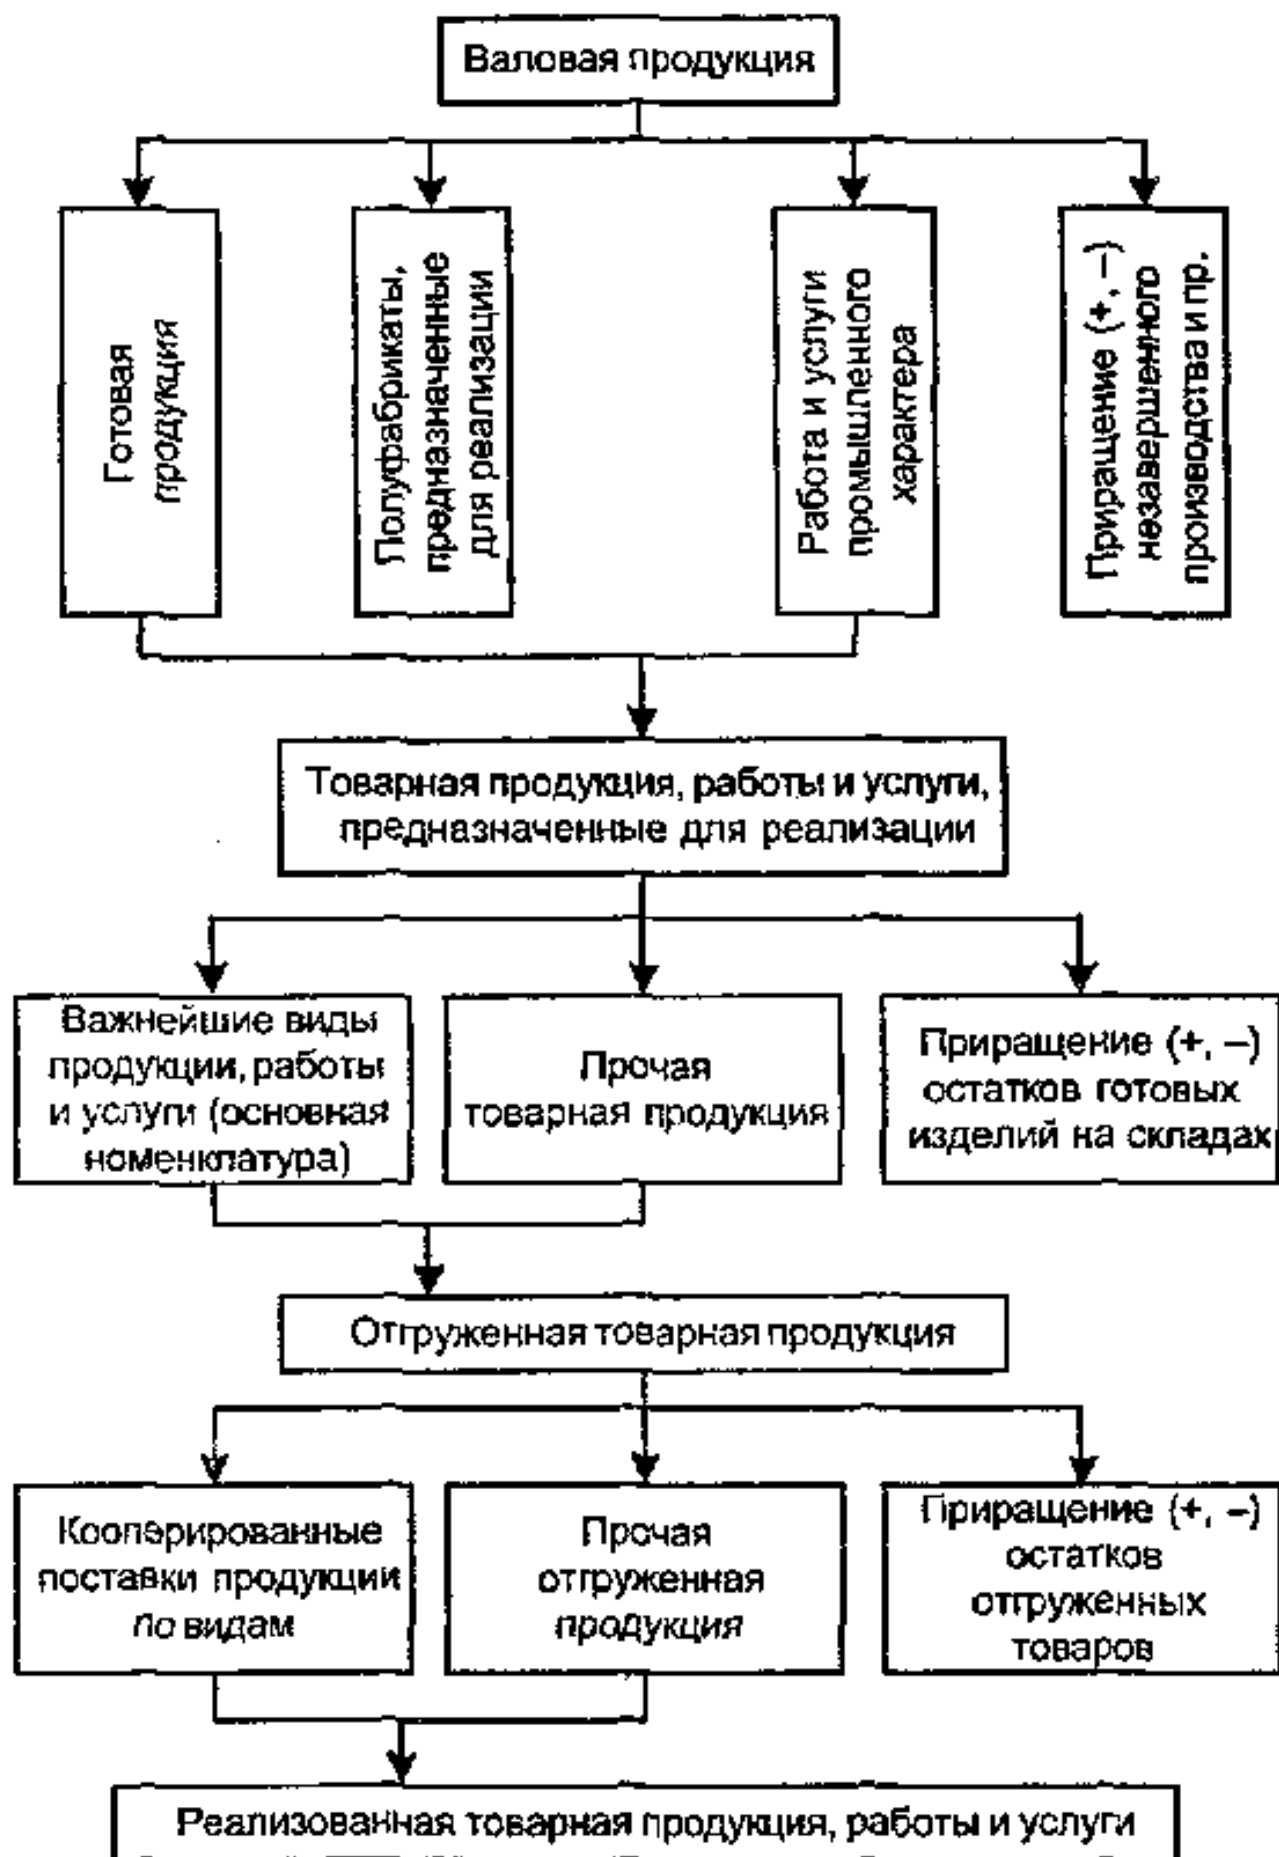 Валовая продукция
Готовая
продукция
Полуфабрикаты,
предназначенные
для реализации
Работа и услуги
промышленного
характера
Приращение (+, –)
незавершенного
производства и пр.
Товарная продукция, работы и услуги,
предназначенные для реализации
Важнейшие виды
продукции, работы
и услуги (основная
номенклатура)
Прочая
товарная продукция
Приращение (+, –)
остатков готовых
изделий на складах
Отгруженная товарная продукция
Кооперированные
поставки продукции
по видам
Прочая
отгруженная
продукция
Приращение (+, –)
остатков
отгруженных
товаров
Реализованная товарная продукция, работы и услуги